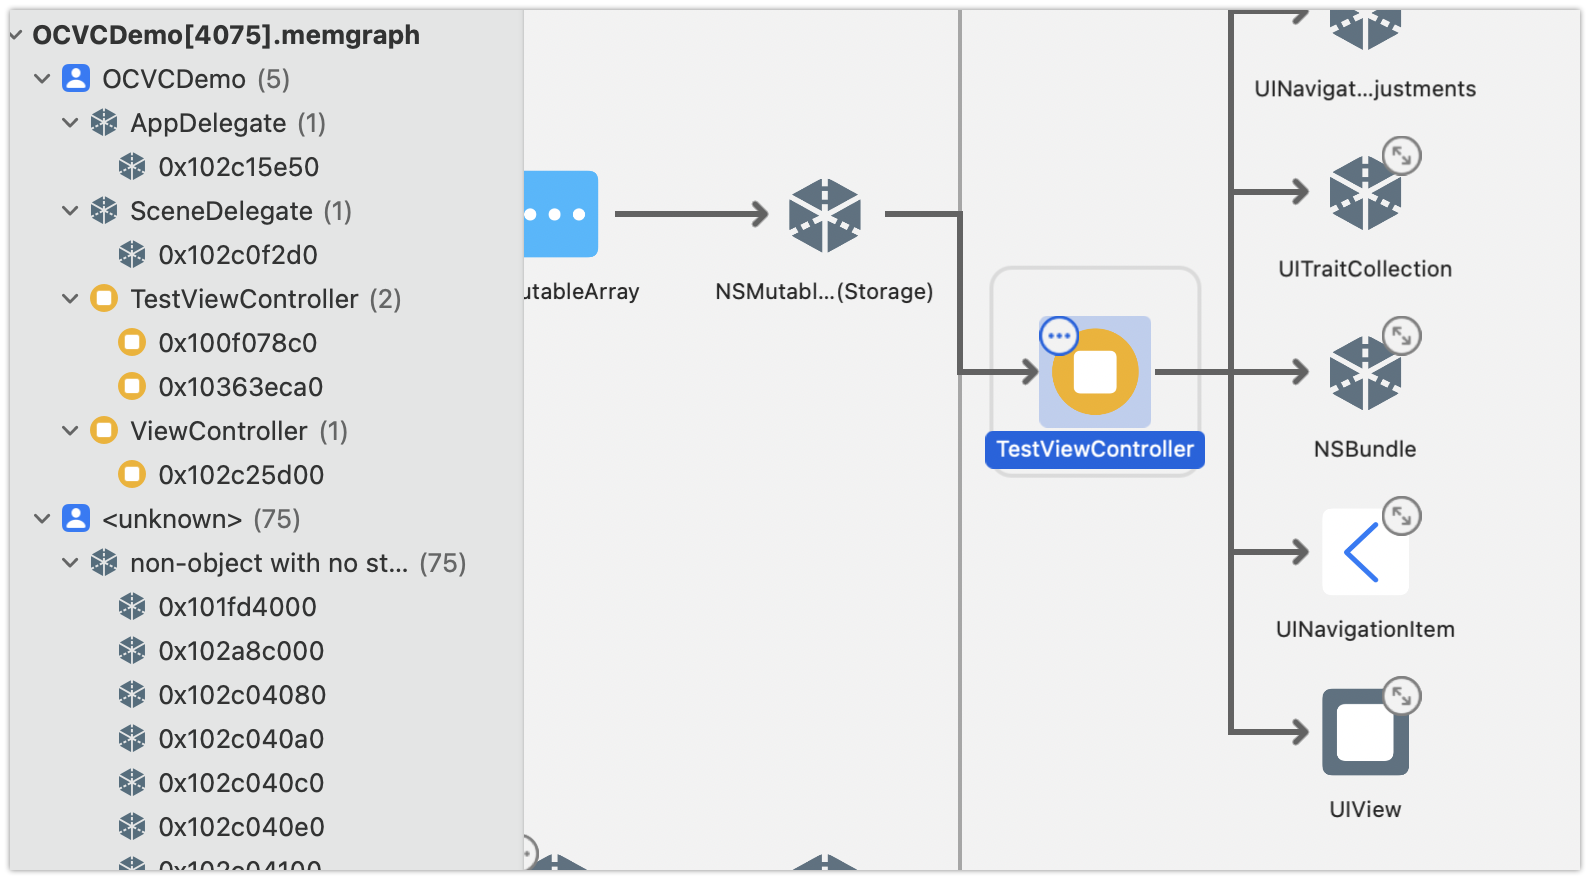 OCVCDemo[4075].memgraph
OCVCDemo (5)
AppDelegate (1)
0x102c15e50
SceneDelegate (1)
0x102c0f2d0
TestViewController (2)
0x100f078c0
0x10363eca0
ViewController (1)
0x102c25d00
<unknown> (75)
non-object with no st... (75)
0x101fd4000
0x102a8c000
0x102c04080
0x102c040a0
0x102c040c0
0x102c040e0
0x102c04100
utableArray
NSMutabl...(Storage)
TestViewController
UINavigat...justments
UITraitCollection
NSBundle
UINavigationItem
UIView